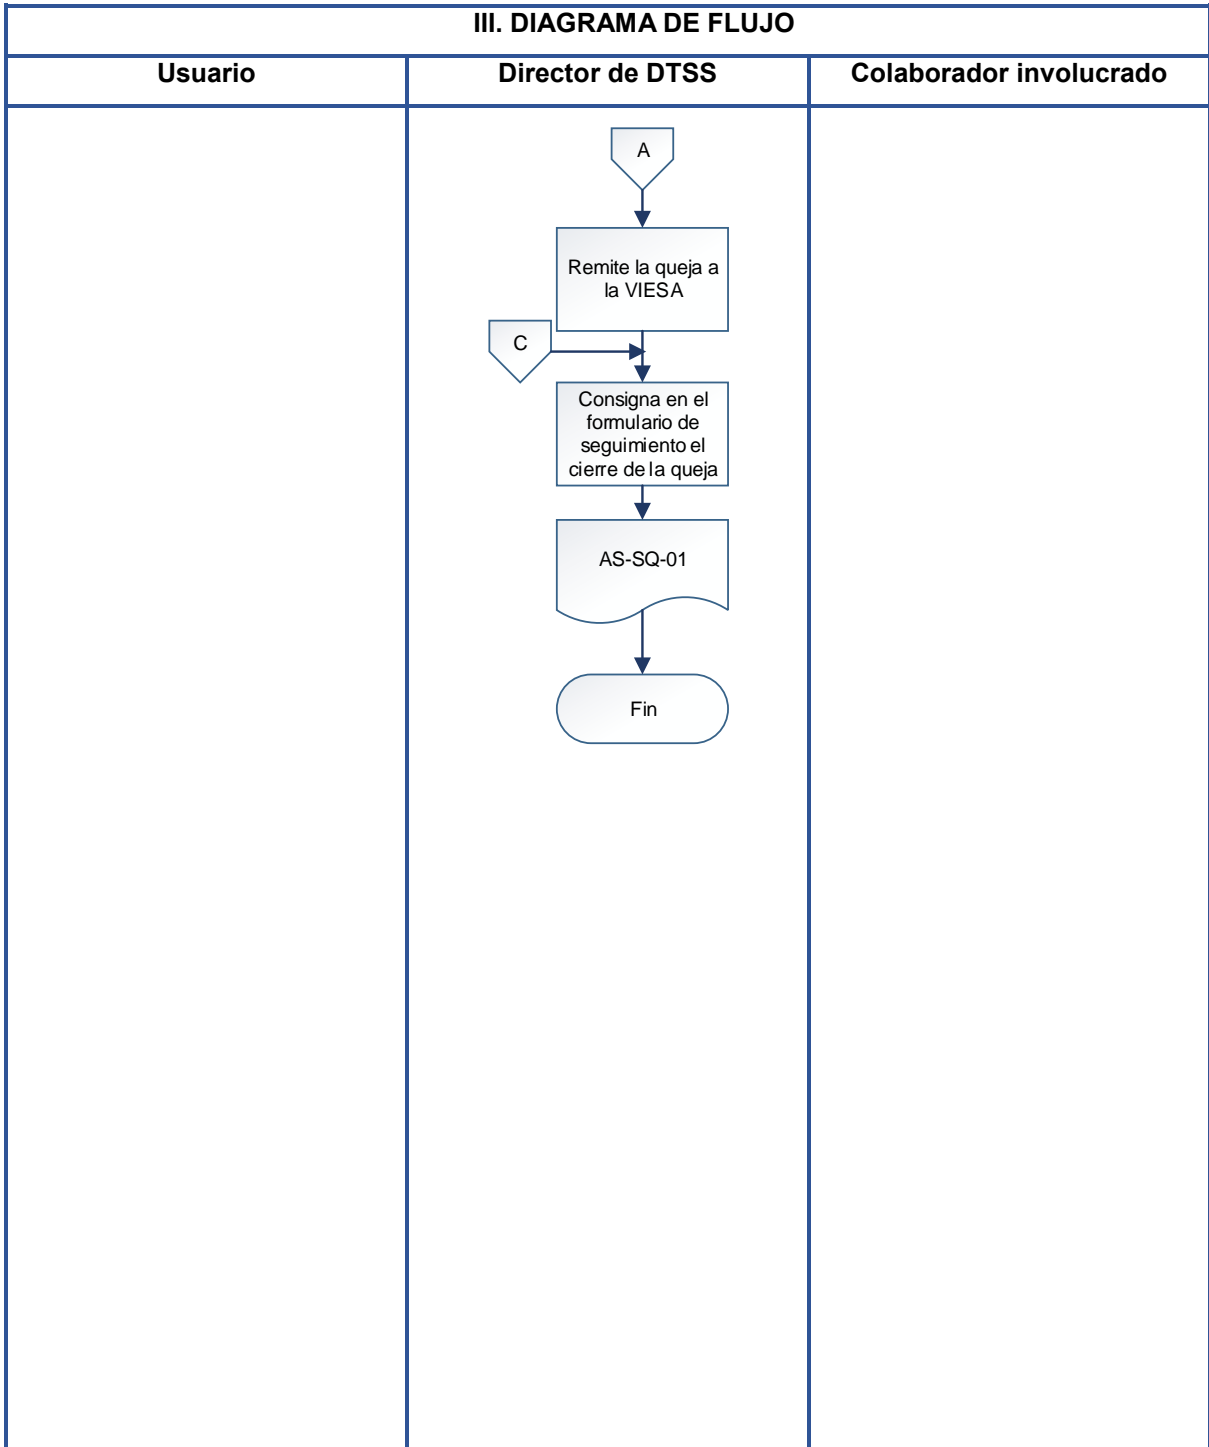 III. DIAGRAMA DE FLUJO
Usuario
Director de DTSS
Colaborador involucrado
A
Remite la queja a
la VIESA
C
Consigna en el
formulario de
seguimiento el
cierre de la queja
AS-SQ-01
Fin